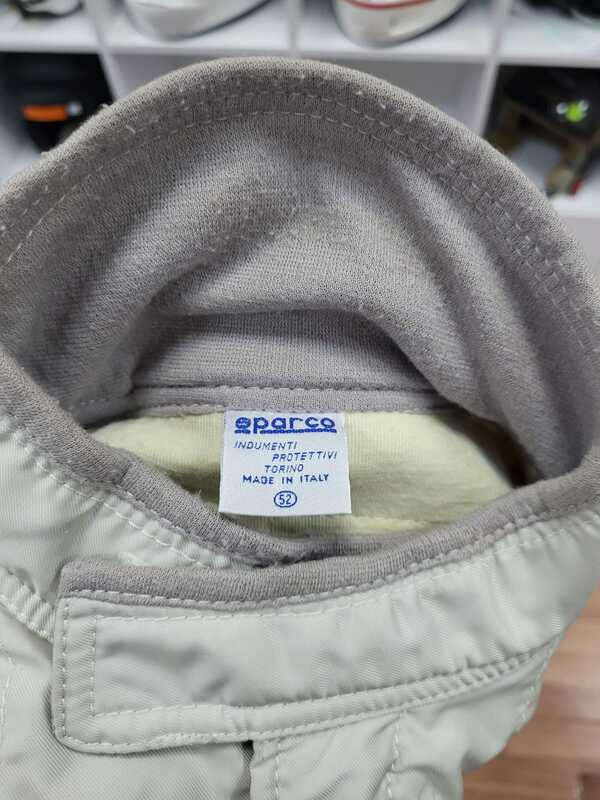 sparco
INDUMENTI
PROTETTIVI
TORINO
MADE IN ITALY
52